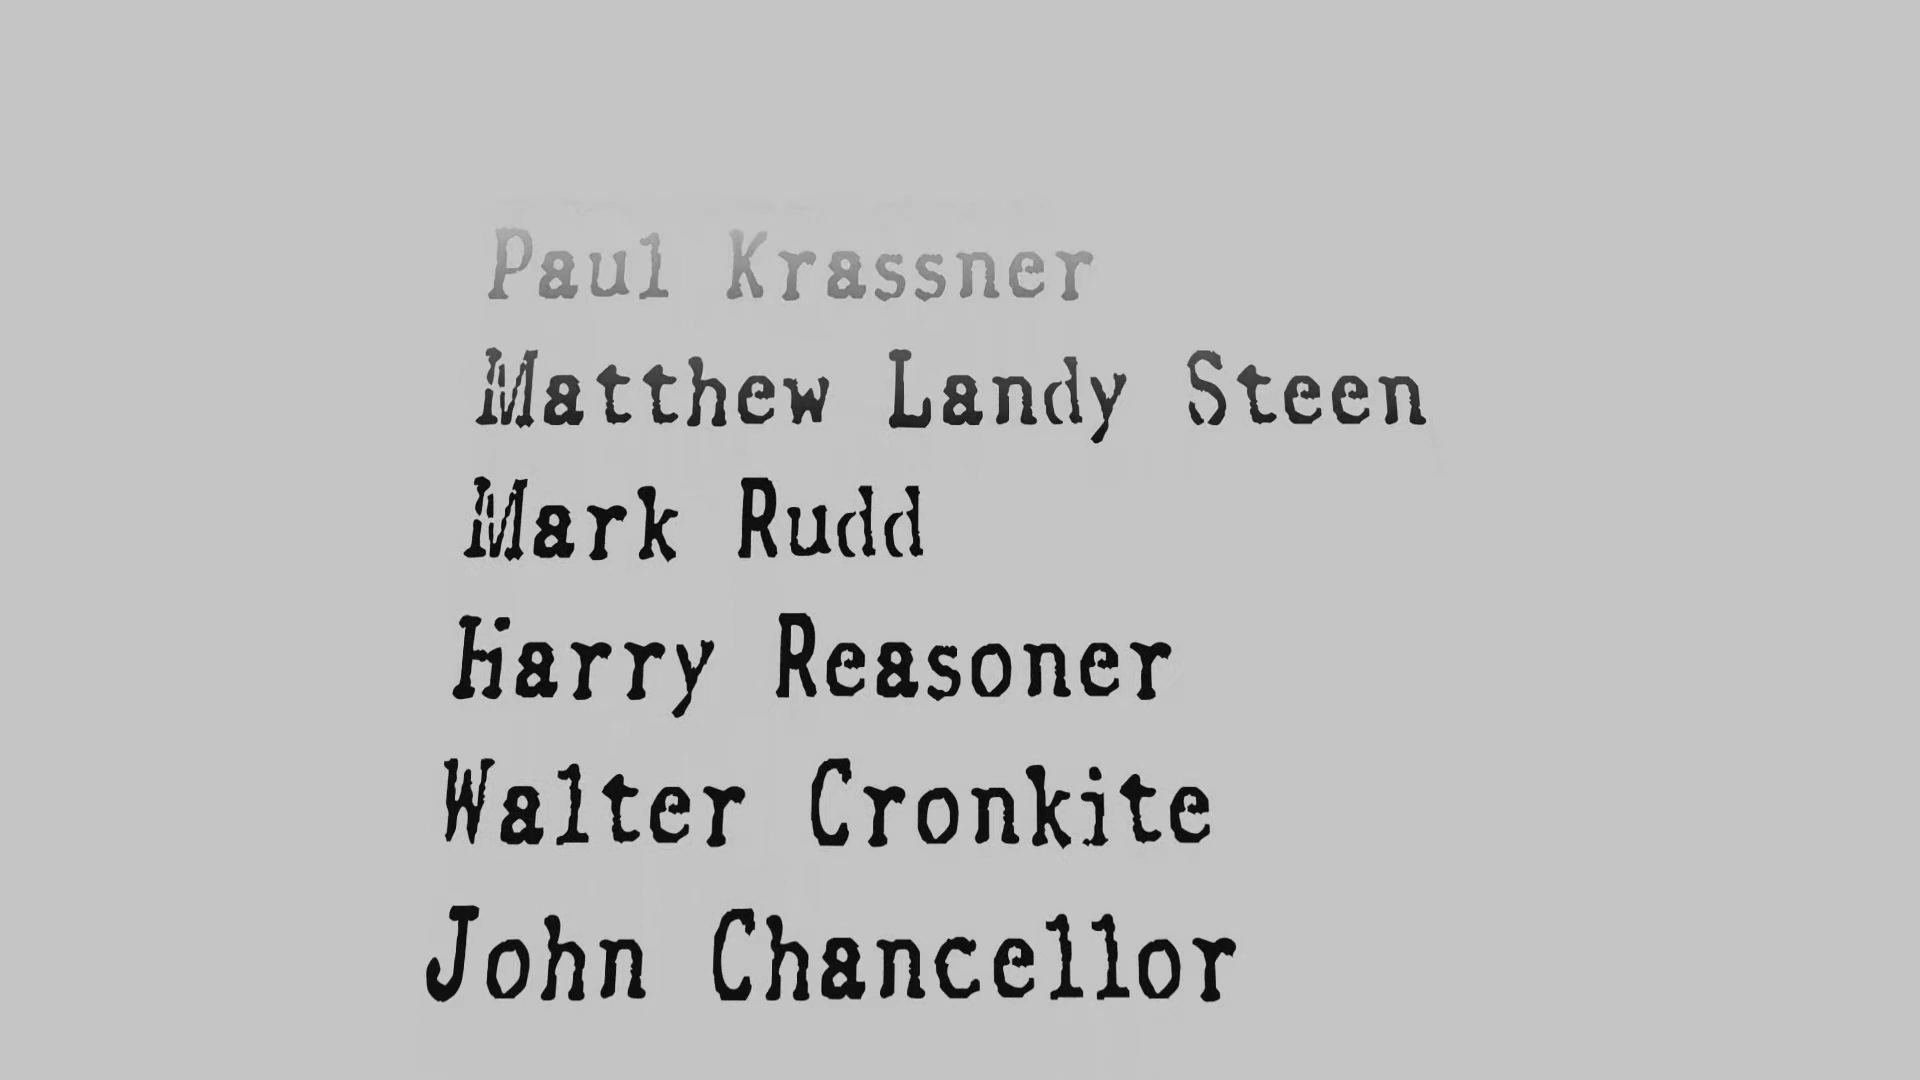 Paul Krassner
Matthew Landy Steen
Mark Rudd
Harry Reasoner
Walter Cronkite
John Chancellor